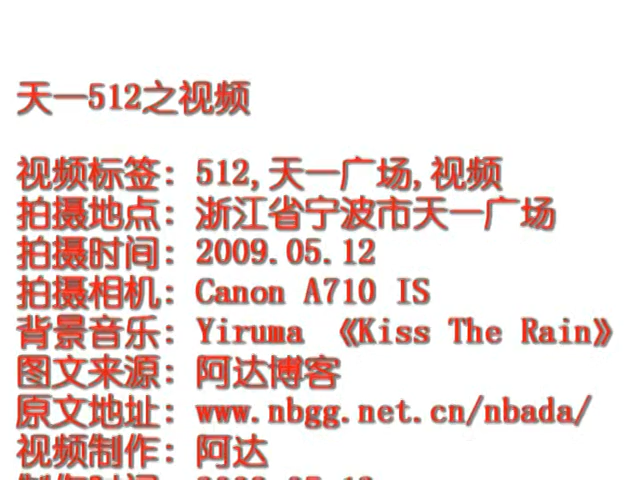 天一512之视频
视频标签: 512,天一广场,视频
拍摄地点: 浙江省宁波市天一广场
拍摄时间: 2009.05.12
拍摄相机: Canon A710 IS
背景音乐: Yiruma 《Kiss The Rain》
图文来源: 阿达博客
原文地址: www.nbgg.net.cn/nbada/
视频制作: 阿达